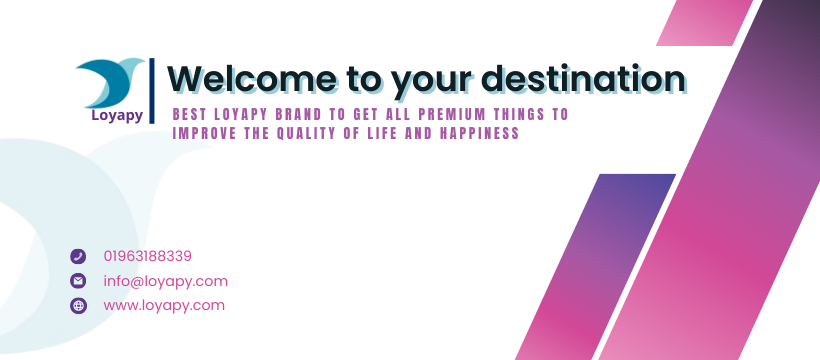 Loyapy
Welcome to your destination
BEST LOYAPY BRAND TO GET ALL PREMIUM THINGS TO
IMPROVE THE QUALITY OF LIFE AND HAPPINESS
01963188339
info@loyapy.com
www.loyapy.com